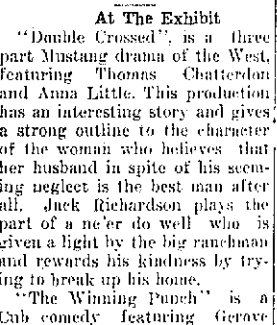 At The Exhibit
"Double Crossed", is a three
part Mustang drama of the West,
featuring Thomas Chatterdon
and Anna Little. This production
has an interesting story and gives
a strong outline to the character
of the woman who believes that
her husband in spite of his seem-
ing neglect is the best man after
all. Jack Richardson plays the
part of a ne'er do well who is
given a light by the big ranchman
and rewards his kindness by try-
ing to break up his home.
"The Winning Punch" is a
Cub comedy featuring